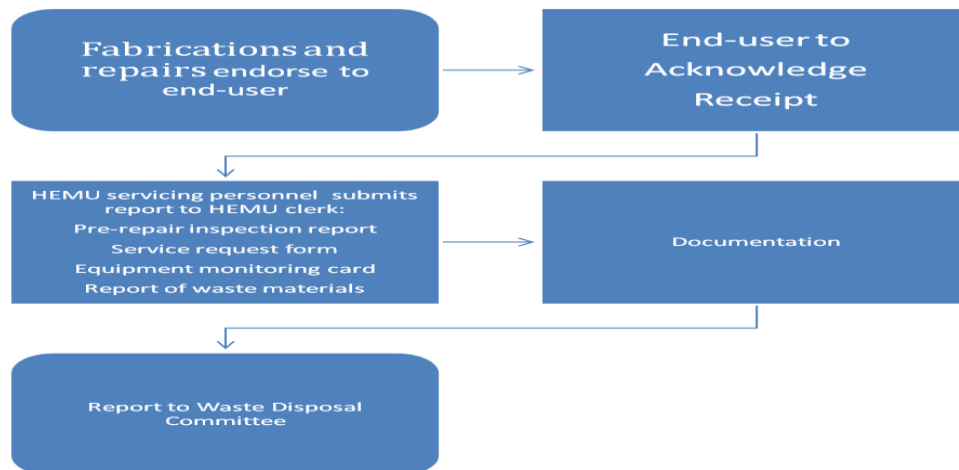 Fabrications and
repairs endorse to
end-user
End-user to
Acknowledge
Receipt
HEMU servicing personnel submits
report to HEMU clerk:
Pre-repair inspection report
Service request form
Equipment monitoring card
Report of waste materials
Documentation
Report to Waste Disposal
Committee